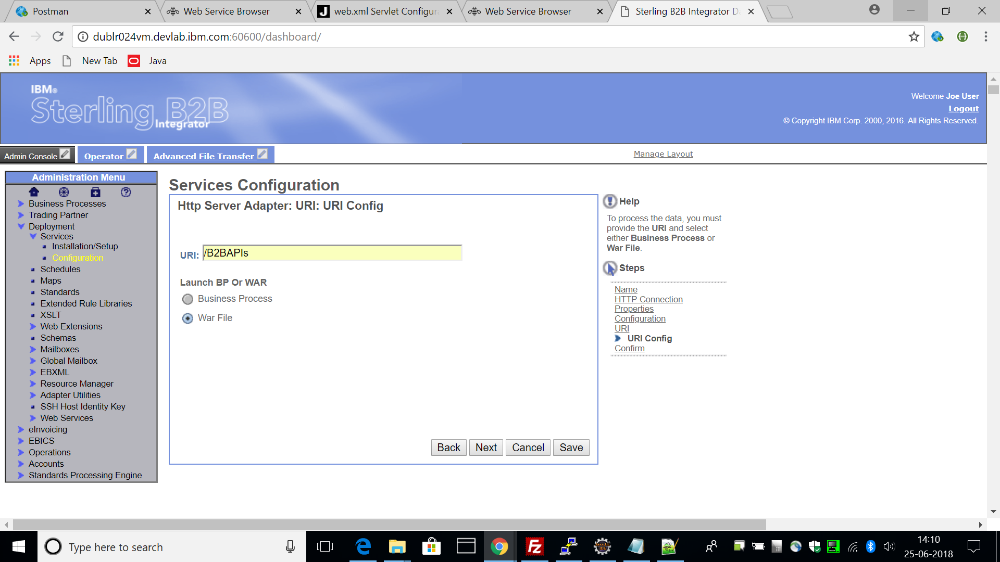 Postman
Web Service Browser
web.xml Servlet Configur
Web Service Browser
Sterling B2B Integrator D
dublr024vm.devlab.ibm.com:60600/dashboard/
Apps
New Tab
Java
IBM®
Sterling B2B
Integrator
Welcome Joe User
Logout
© Copyright IBM Corp. 2000, 2016. All Rights Reserved.
Admin Console
Operator
Advanced File Transfer
Manage Layout
Administration Menu
Business Processes
Trading Partner
Deployment
Services
Installation/Setup
Configuration
Schedules
Maps
Standards
Extended Rule Libraries
XSLT
Web Extensions
Schemas
Mailboxes
Global Mailbox
EBXML
Resource Manager
Adapter Utilities
SSH Host Identity Key
Web Services
eInvoicing
EBICS
Operations
Accounts
Standards Processing Engine
Services Configuration
Http Server Adapter: URI: URI Config
URI: /B2BAPIs
Launch BP Or WAR
Business Process
War File
Back
Next
Cancel
Save
Help
To process the data, you must
provide the URI and select
either Business Process or
War File.
Steps
Name
HTTP Connection
Properties
Configuration
URI
URI Config
Confirm
Type here to search
Fz
Java EE
IDE
14:10
25-06-2018